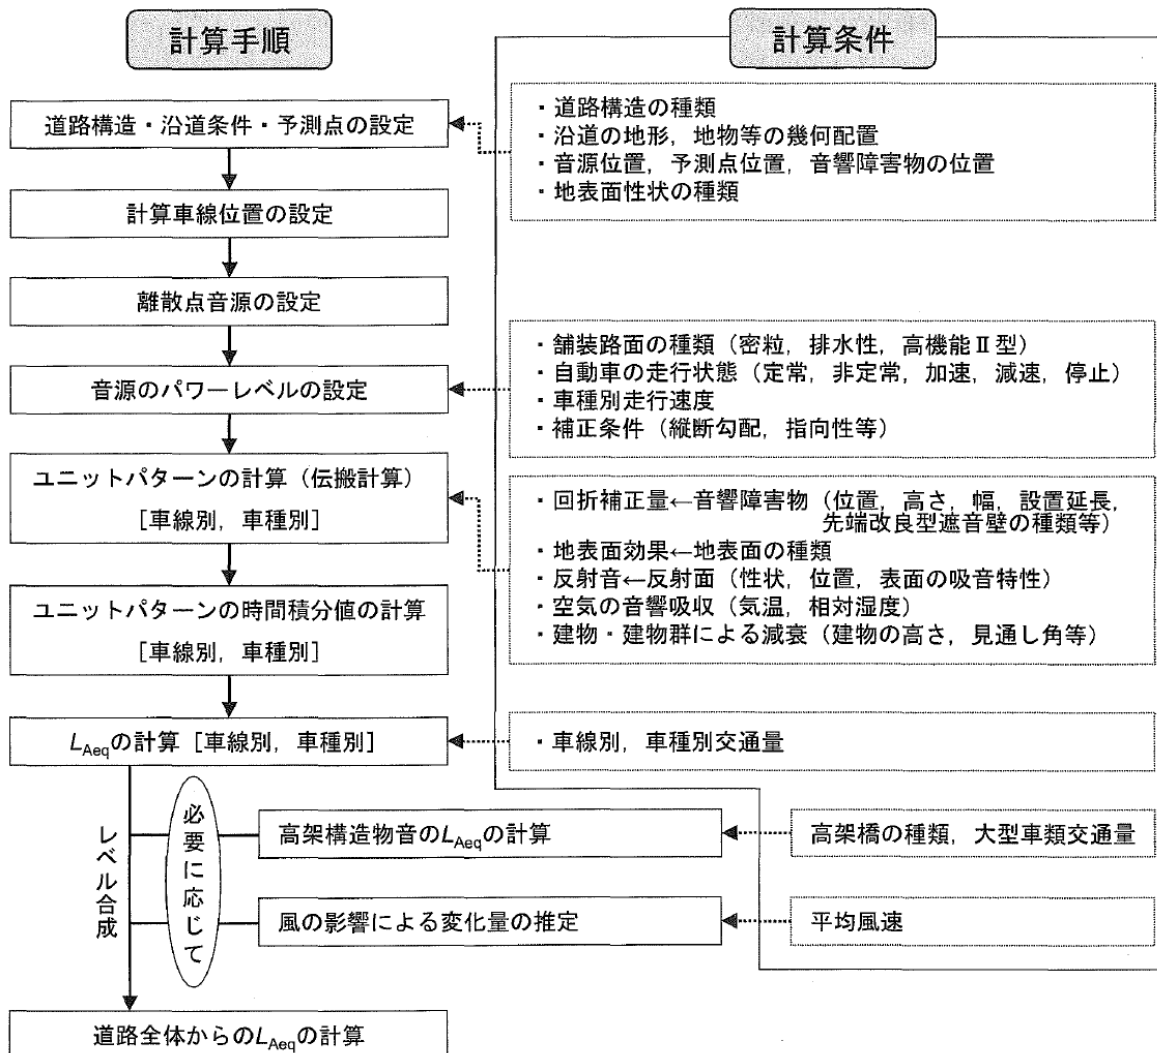 計算手順
計算条件
道路構造・沿道条件・予測点の設定
・道路構造の種類
・沿道の地形，地物等の幾何配置
・音源位置，予測点位置，音響障害物の位置
・地表面性状の種類
計算車線位置の設定
離散点音源の設定
音源のパワーレベルの設定
・舗装路面の種類（密粒，排水性，高機能Ⅱ型）
・自動車の走行状態（定常，非定常，加速，減速，停止）
・車種別走行速度
・補正条件（縦断勾配，指向性等）
ユニットパターンの計算（伝搬計算）
［車線別，車種別］
・回折補正量←音響障害物（位置，高さ，幅，設置延長，
先端改良型遮音壁の種類等）
・地表面効果←地表面の種類
・反射音←反射面（性状，位置，表面の吸音特性）
・空気の音響吸収（気温，相対湿度）
・建物・建物群による減衰（建物の高さ，見通し角等）
ユニットパターンの時間積分値の計算
［車線別，車種別］
LAeqの計算［車線別，車種別］
・車線別，車種別交通量
レベル合成
必要に応じて
高架構造物音のLAeqの計算
高架橋の種類，大型車類交通量
風の影響による変化量の推定
平均風速
道路全体からのLAeqの計算